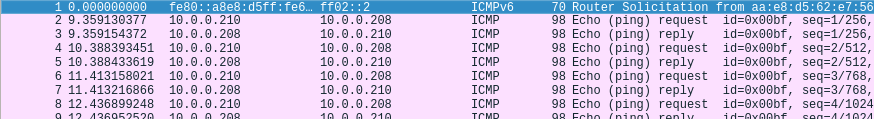 1 0.000000000 fe80::a8e8:d5ff:fe6… ff02::2 ICMPv6 70 Router Solicitation from aa:e8:d5:62:e7:56
2 9.359130377 10.0.0.210 10.0.0.208 ICMP 98 Echo (ping) request id=0x00bf, seq=1/256,
3 9.359154372 10.0.0.208 10.0.0.210 ICMP 98 Echo (ping) reply id=0x00bf, seq=1/256,
4 10.388393451 10.0.0.210 10.0.0.208 ICMP 98 Echo (ping) request id=0x00bf, seq=2/512,
5 10.388433619 10.0.0.208 10.0.0.210 ICMP 98 Echo (ping) reply id=0x00bf, seq=2/512,
6 11.413158021 10.0.0.210 10.0.0.208 ICMP 98 Echo (ping) request id=0x00bf, seq=3/768,
7 11.413216866 10.0.0.208 10.0.0.210 ICMP 98 Echo (ping) reply id=0x00bf, seq=3/768,
8 12.436899248 10.0.0.210 10.0.0.208 ICMP 98 Echo (ping) request id=0x00bf, seq=4/1024
9 12.436952520 10.0.0.208 10.0.0.210 ICMP 98 Echo (ping) reply id=0x00bf, seq=4/1024